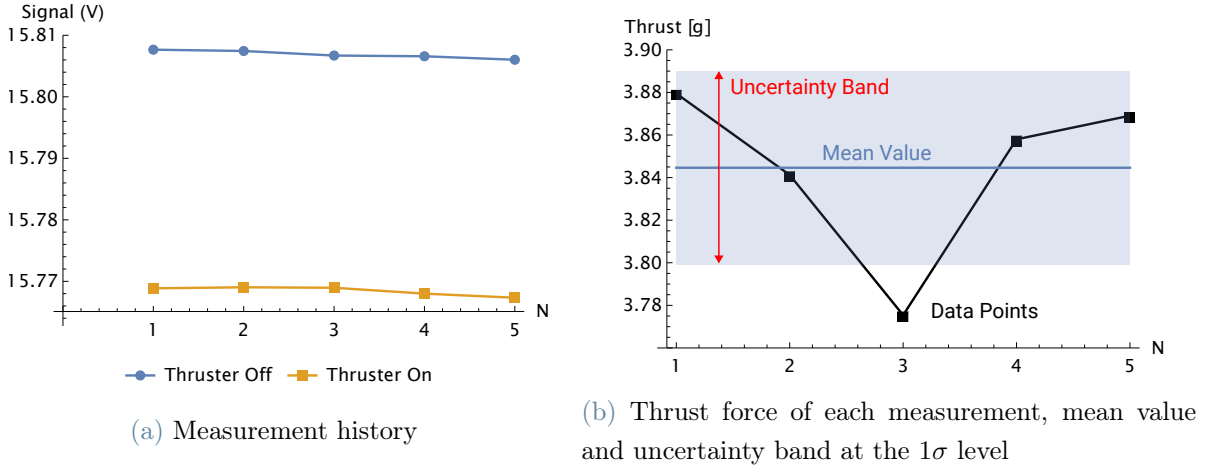 Signal (V)
15.81
15.80
15.79
15.78
15.77
1 2 3 4 5 N
Thruster Off Thruster On
(a) Measurement history
Thrust [g]
3.90
3.88
3.86
3.84
3.82
3.80
3.78
Uncertainty Band
Mean Value
Data Points
1 2 3 4 5 N
(b) Thrust force of each measurement, mean value
and uncertainty band at the 1σ level